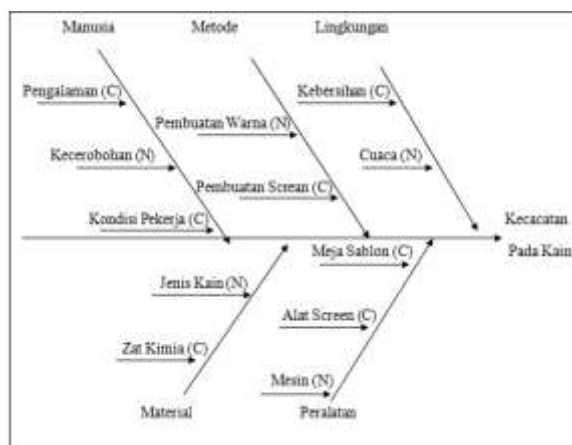 Manusia
Metode
Lingkungan
Pengalaman (C)
Kecerobohan (N)
Kondisi Pekerja (C)
Pembuatan Warna (N)
Pembuatan Screan (C)
Kebersihan (C)
Cuaca (N)
Kecacatan
Pada Kain
Jenis Kain (N)
Zat Kimia (C)
Meja Sablon (C)
Alat Screen (C)
Mesin (N)
Material
Peralatan